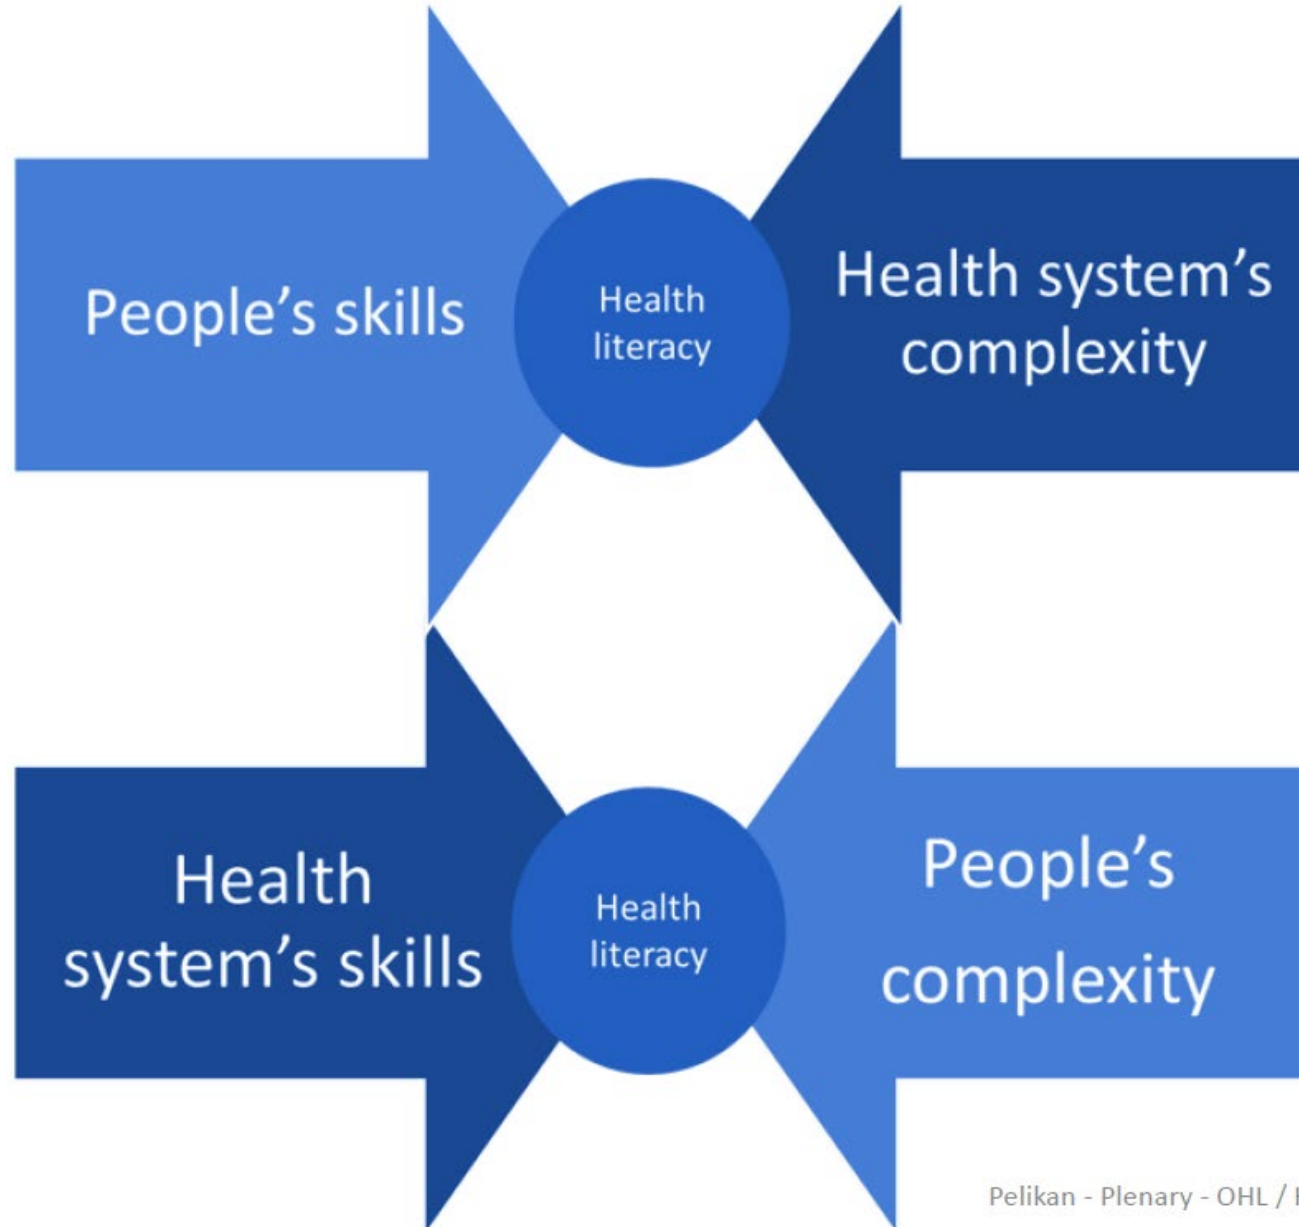 People’s skills
Health
literacy
Health system’s
complexity
Health
system’s skills
Health
literacy
People’s
complexity
Pelikan - Plenary - OHL /